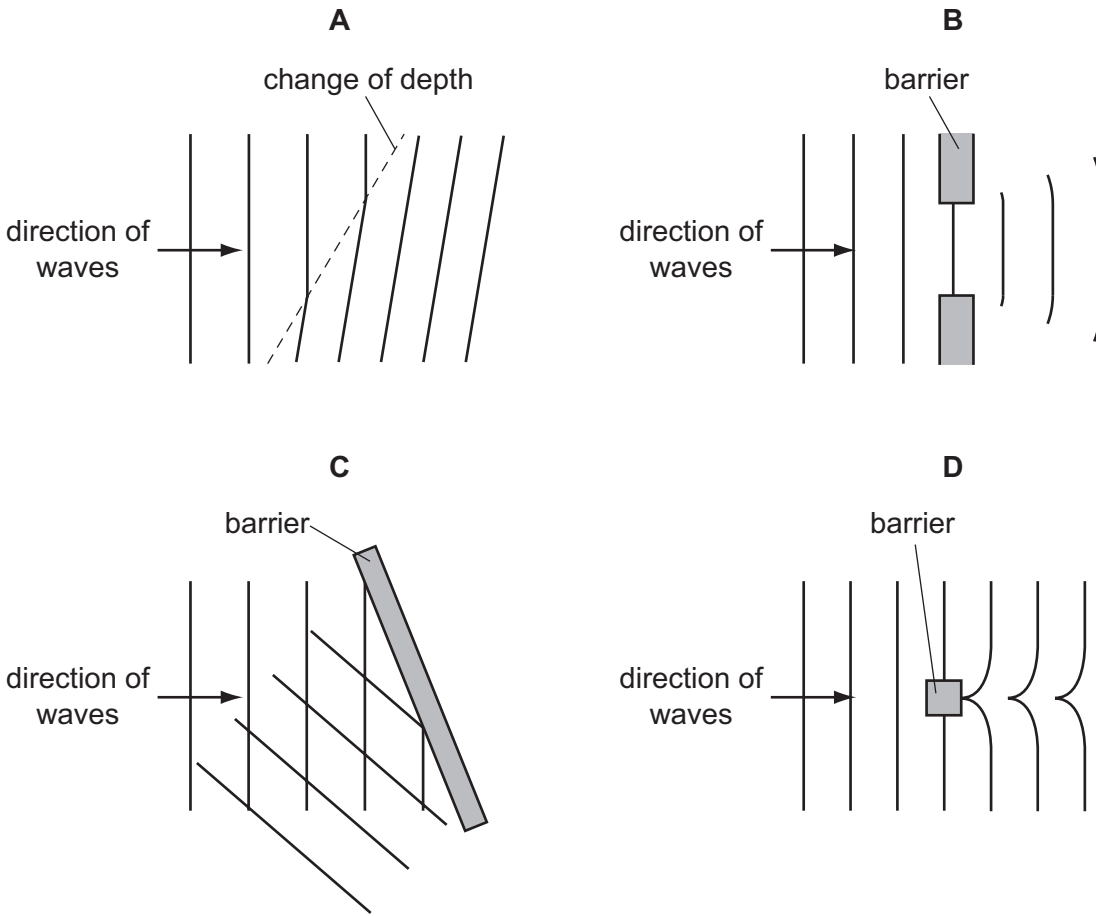 A
change of depth
direction of
waves
B
barrier
direction of
waves
C
barrier
direction of
waves
D
barrier
direction of
waves